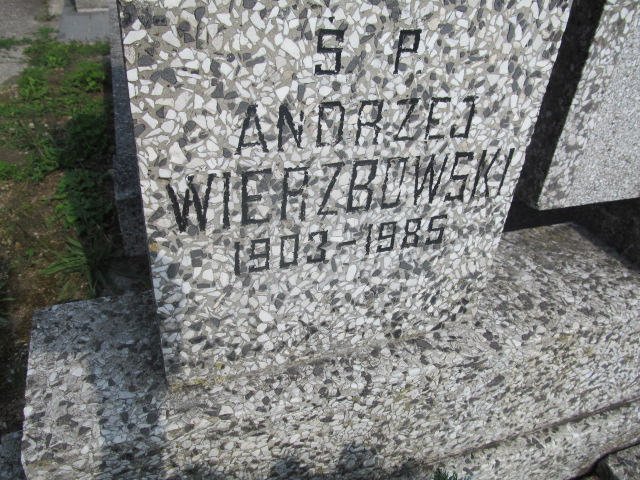 Ś P.
ANDRZEJ
WIERZBOWSKI
1903-1985